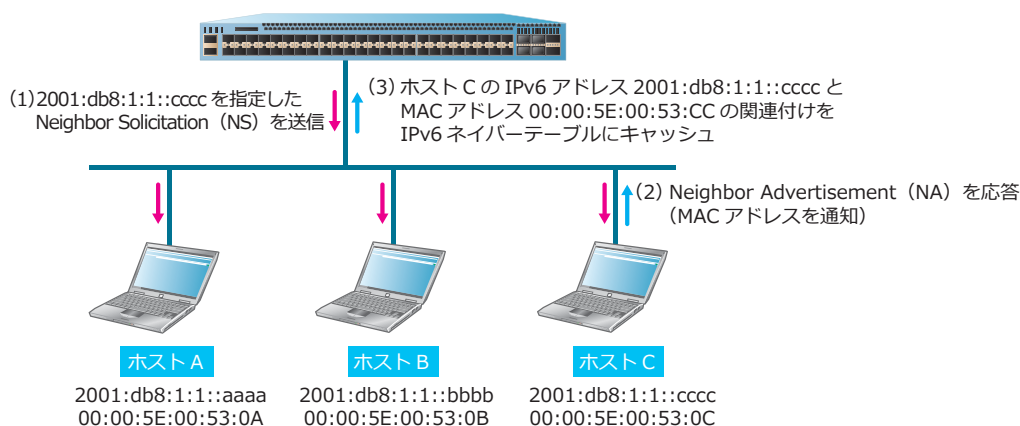 (1)2001:db8:1:1::cccc を指定した
Neighbor Solicitation（NS）を送信
(3) ホスト C の IPv6 アドレス 2001:db8:1:1::cccc と
MAC アドレス 00:00:5E:00:53:CC の関連付けを
IPv6 ネイバーテーブルにキャッシュ
(2) Neighbor Advertisement（NA）を応答
（MAC アドレスを通知）
ホスト A
2001:db8:1:1::aaaa
00:00:5E:00:53:0A
ホスト B
2001:db8:1:1::bbbb
00:00:5E:00:53:0B
ホスト C
2001:db8:1:1::cccc
00:00:5E:00:53:0C